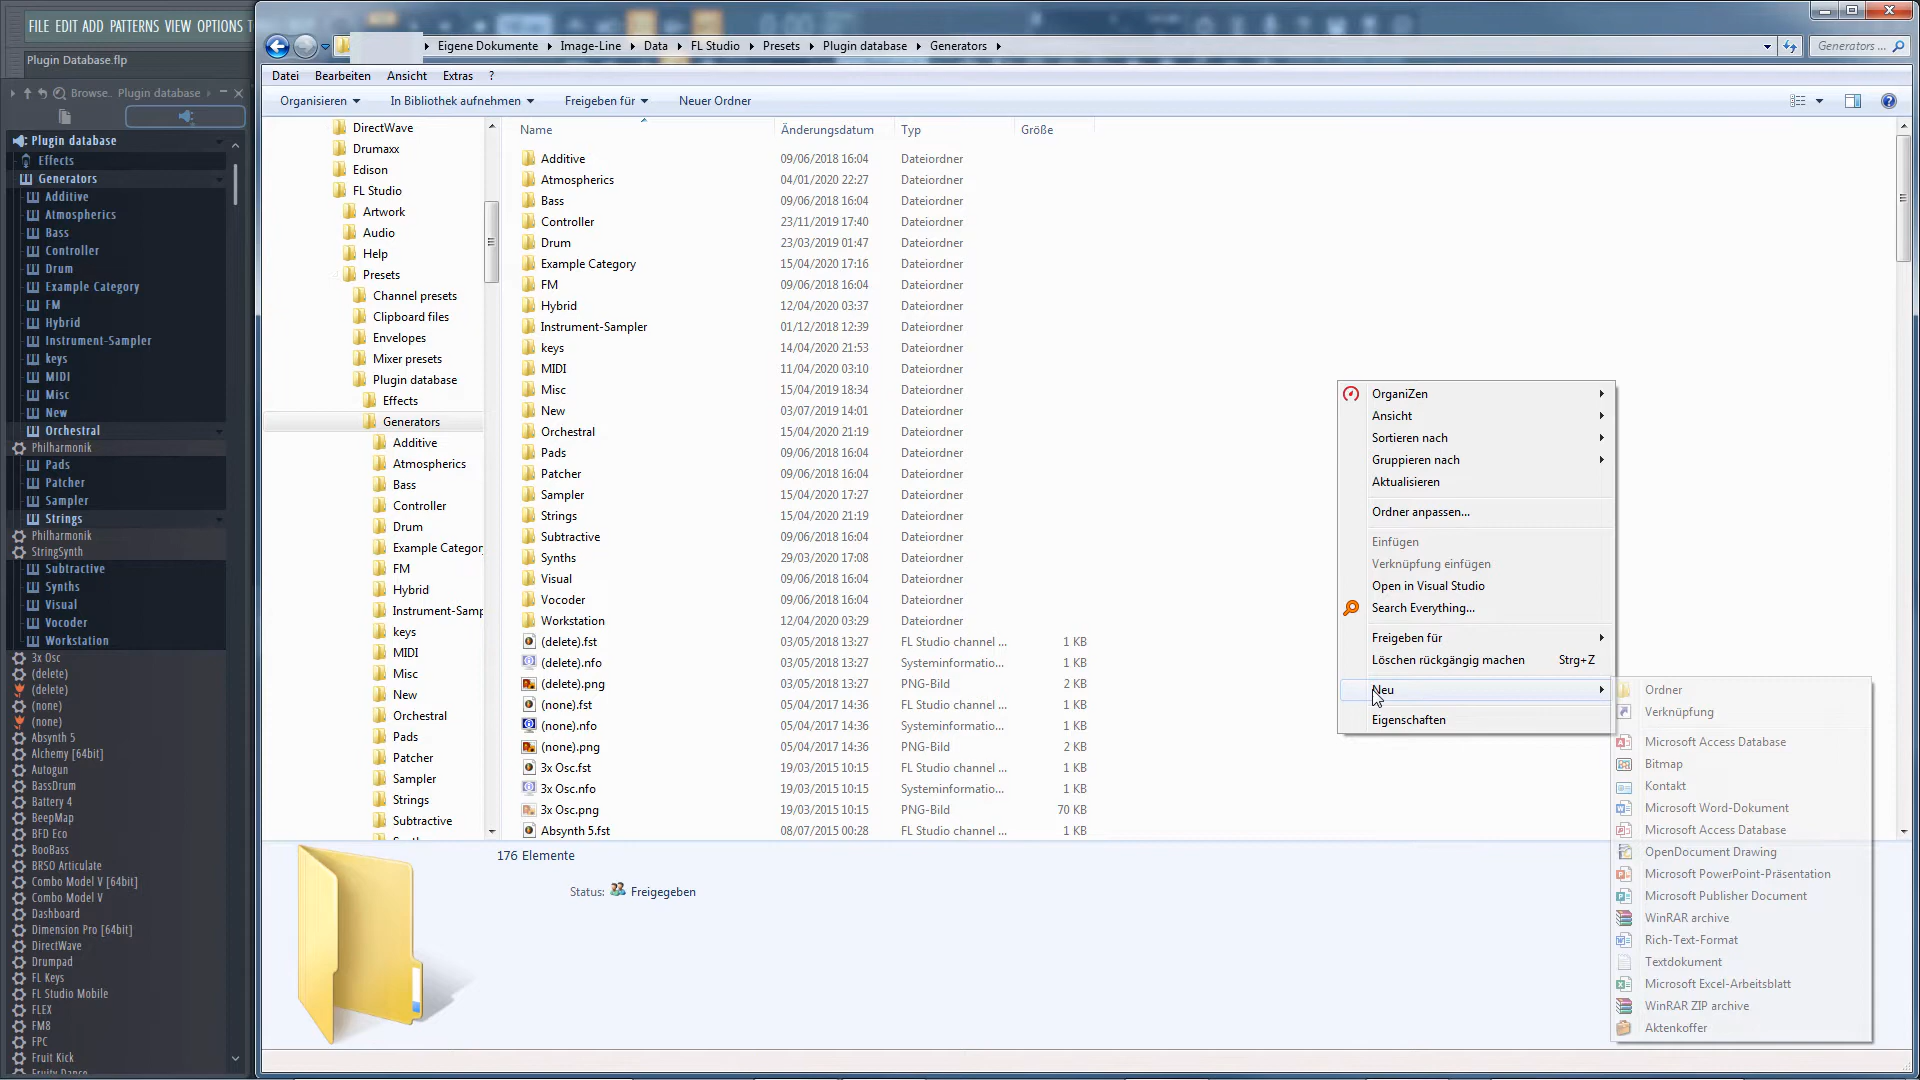 FILE EDIT ADD PATTERNS VIEW OPTIONS T
Plugin Database.flp
Browse.. Plugin database
Plugin database
Effects
Generators
Additive
Atmospherics
Bass
Controller
Drum
Example Category
FM
Hybrid
Instrument-Sampler
keys
MIDI
Misc
New
Orchestral
Philharmonik
Pads
Patcher
Sampler
Strings
Philharmonik
StringSynth
Subtractive
Synths
Visual
Vocoder
Workstation
3x Osc
(delete)
(delete)
(none)
(none)
Absynth 5
Alchemy [64bit]
Autogun
BassDrum
Battery 4
BeepMap
BFD Eco
BooBass
BRSO Articulate
Combo Model V [64bit]
Combo Model V
Dashboard
Dimension Pro [64bit]
DirectWave
Drumpad
FL Keys
FL Studio Mobile
FLEX
FM8
FPC
Fruit Kick
Fruity Dance
Eigene Dokumente Image-Line Data FL Studio Presets Plugin database Generators
Generators ...
Datei Bearbeiten Ansicht Extras ?
Organisieren In Bibliothek aufnehmen Freigeben für Neuer Ordner
DirectWave
Drumaxx
Edison
FL Studio
Artwork
Audio
Help
Presets
Channel presets
Clipboard files
Envelopes
Mixer presets
Plugin database
Effects
Generators
Additive
Atmospherics
Bass
Controller
Drum
Example Categor
FM
Hybrid
Instrument-Samp
keys
MIDI
Misc
New
Orchestral
Pads
Patcher
Sampler
Strings
Subtractive
Name Änderungsdatum Typ Größe
Additive 09/06/2018 16:04 Dateiordner
Atmospherics 04/01/2020 22:27 Dateiordner
Bass 09/06/2018 16:04 Dateiordner
Controller 23/11/2019 17:40 Dateiordner
Drum 23/03/2019 01:47 Dateiordner
Example Category 15/04/2020 17:16 Dateiordner
FM 09/06/2018 16:04 Dateiordner
Hybrid 12/04/2020 03:37 Dateiordner
Instrument-Sampler 01/12/2018 12:39 Dateiordner
keys 14/04/2020 21:53 Dateiordner
MIDI 11/04/2020 03:10 Dateiordner
Misc 15/04/2019 18:34 Dateiordner
New 03/07/2019 14:01 Dateiordner
Orchestral 15/04/2020 21:19 Dateiordner
Pads 09/06/2018 16:04 Dateiordner
Patcher 09/06/2018 16:04 Dateiordner
Sampler 15/04/2020 17:27 Dateiordner
Strings 15/04/2020 21:19 Dateiordner
Subtractive 09/06/2018 16:04 Dateiordner
Synths 29/03/2020 17:08 Dateiordner
Visual 09/06/2018 16:04 Dateiordner
Vocoder 09/06/2018 16:04 Dateiordner
Workstation 12/04/2020 03:29 Dateiordner
(delete).fst 03/05/2018 13:27 FL Studio channel ... 1 KB
(delete).nfo 03/05/2018 13:27 Systeminformatio... 1 KB
(delete).png 03/05/2018 13:27 PNG-Bild 2 KB
(none).fst 05/04/2017 14:36 FL Studio channel ... 1 KB
(none).nfo 05/04/2017 14:36 Systeminformatio... 1 KB
(none).png 05/04/2017 14:36 PNG-Bild 2 KB
3x Osc.fst 19/03/2015 10:15 FL Studio channel ... 1 KB
3x Osc.nfo 19/03/2015 10:15 Systeminformatio... 1 KB
3x Osc.png 19/03/2015 10:15 PNG-Bild 70 KB
Absynth 5.fst 08/07/2015 00:28 FL Studio channel ... 1 KB
OrganiZen
Ansicht
Sortieren nach
Gruppieren nach
Aktualisieren
Ordner anpassen...
Einfügen
Verknüpfung einfügen
Open in Visual Studio
Search Everything...
Freigeben für
Löschen rückgängig machen Strg+Z
Neu
Eigenschaften
Ordner
Verknüpfung
Microsoft Access Database
Bitmap
Kontakt
Microsoft Word-Dokument
Microsoft Access Database
OpenDocument Drawing
Microsoft PowerPoint-Präsentation
Microsoft Publisher Document
WinRAR archive
Rich-Text-Format
Textdokument
Microsoft Excel-Arbeitsblatt
WinRAR ZIP archive
Aktenkoffer
176 Elemente
Status: Freigegeben